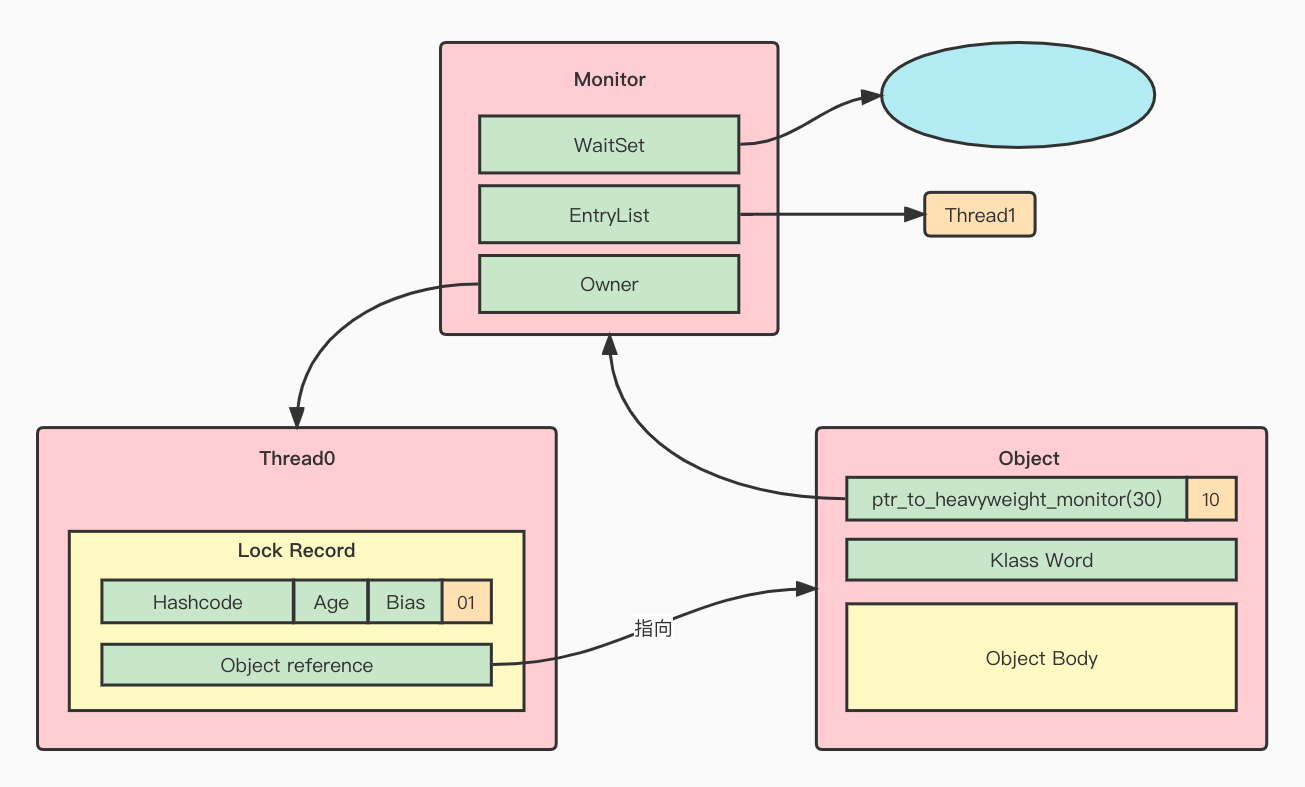 Monitor
WaitSet
EntryList
Thread1
Owner
Thread0
Lock Record
Hashcode Age Bias 01
Object reference
指向
Object
ptr_to_heavyweight_monitor(30) 10
Klass Word
Object Body